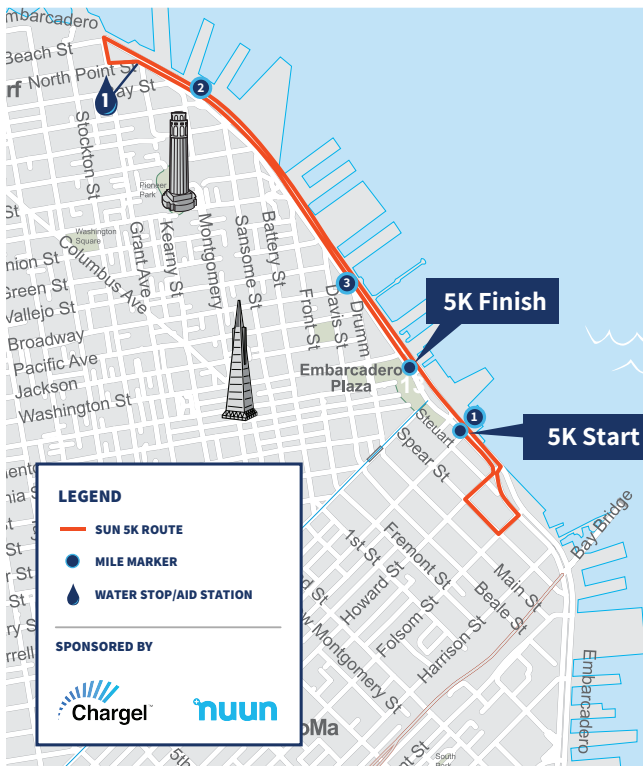 Embarcadero
Beach St
North Point St
Bay St
1
2
Stockton St
Pioneer
Park
Washington
Square
Grant Ave
Kearny St
Montgomery
Sansome St
Battery St
Columbus Ave
Green St
Vallejo St
Broadway
Pacific Ave
Jackson
Washington St
Front St
Davis St
Drumm
3
5K Finish
Embarcadero
Plaza
Steuart
1
5K Start
Spear St
Bay Bridge
1st St
Fremont St
Howard St
Folsom St
Main St
Beale St
Harrison St
New Montgomery St
Embarcadero
South
Park
5th
LEGEND
SUN 5K ROUTE
MILE MARKER
WATER STOP/AID STATION
SPONSORED BY
Chargel™
nuun